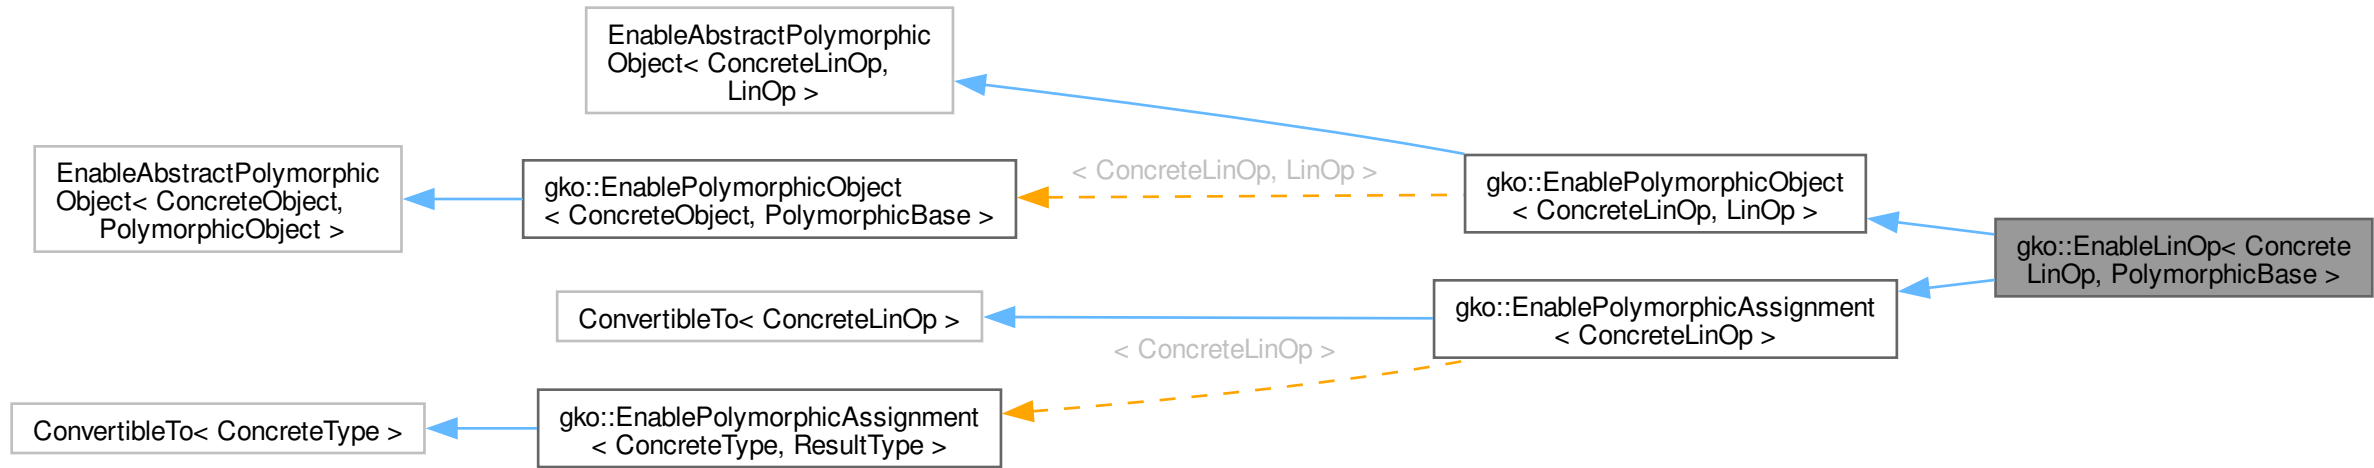 EnableAbstractPolymorphic
Object< ConcreteLinOp,
LinOp >
EnableAbstractPolymorphic
Object< ConcreteObject,
PolymorphicObject >
gko::EnablePolymorphicObject
< ConcreteObject, PolymorphicBase >
< ConcreteLinOp, LinOp >
gko::EnablePolymorphicObject
< ConcreteLinOp, LinOp >
gko::EnableLinOp< Concrete
LinOp, PolymorphicBase >
ConvertibleTo< ConcreteLinOp >
gko::EnablePolymorphicAssignment
< ConcreteLinOp >
< ConcreteLinOp >
ConvertibleTo< ConcreteType >
gko::EnablePolymorphicAssignment
< ConcreteType, ResultType >